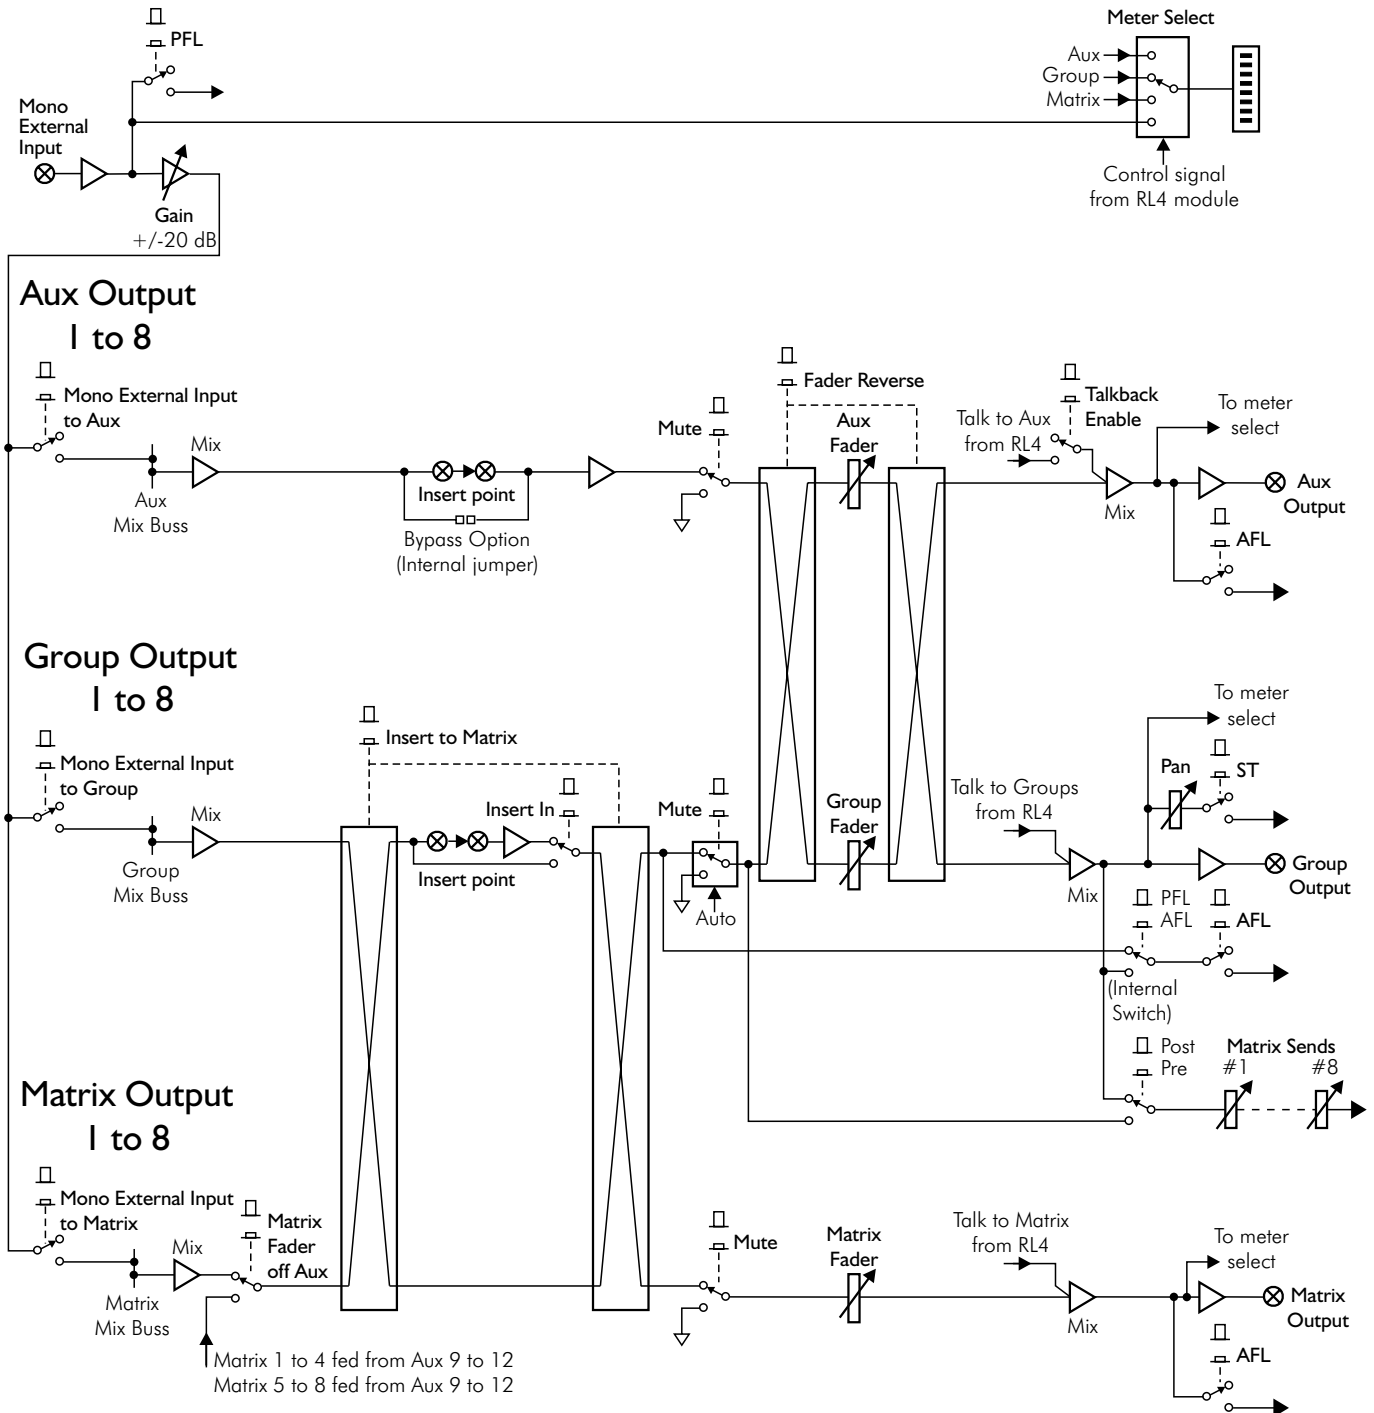 Meter Select
PFL
Aux
Group
Matrix
Mono
External
Input
Control signal
from RL4 module
Gain
+/-20 dB
Aux Output
1 to 8
Mono External Input
to Aux
Mix
Aux
Mix Buss
Insert point
Bypass Option
(Internal jumper)
Mute
Fader Reverse
Aux
Fader
Talk to Aux
from RL4
Talkback
Enable
To meter
select
Mix
Aux
Output
AFL
Group Output
1 to 8
Mono External Input
to Group
Mix
Group
Mix Buss
Insert to Matrix
Insert In
Insert point
Mute
Auto
Group
Fader
Talk to Groups
from RL4
Mix
To meter
select
Pan
ST
Group
Output
PFL
AFL
AFL
(Internal
Switch)
Post
Pre
Matrix Sends
#1
#8
Matrix Output
1 to 8
Mono External Input
to Matrix
Mix
Matrix
Mix Buss
Matrix
Fader
off Aux
Matrix 1 to 4 fed from Aux 9 to 12
Matrix 5 to 8 fed from Aux 9 to 12
Mute
Matrix
Fader
Talk to Matrix
from RL4
Mix
To meter
select
Matrix
Output
AFL